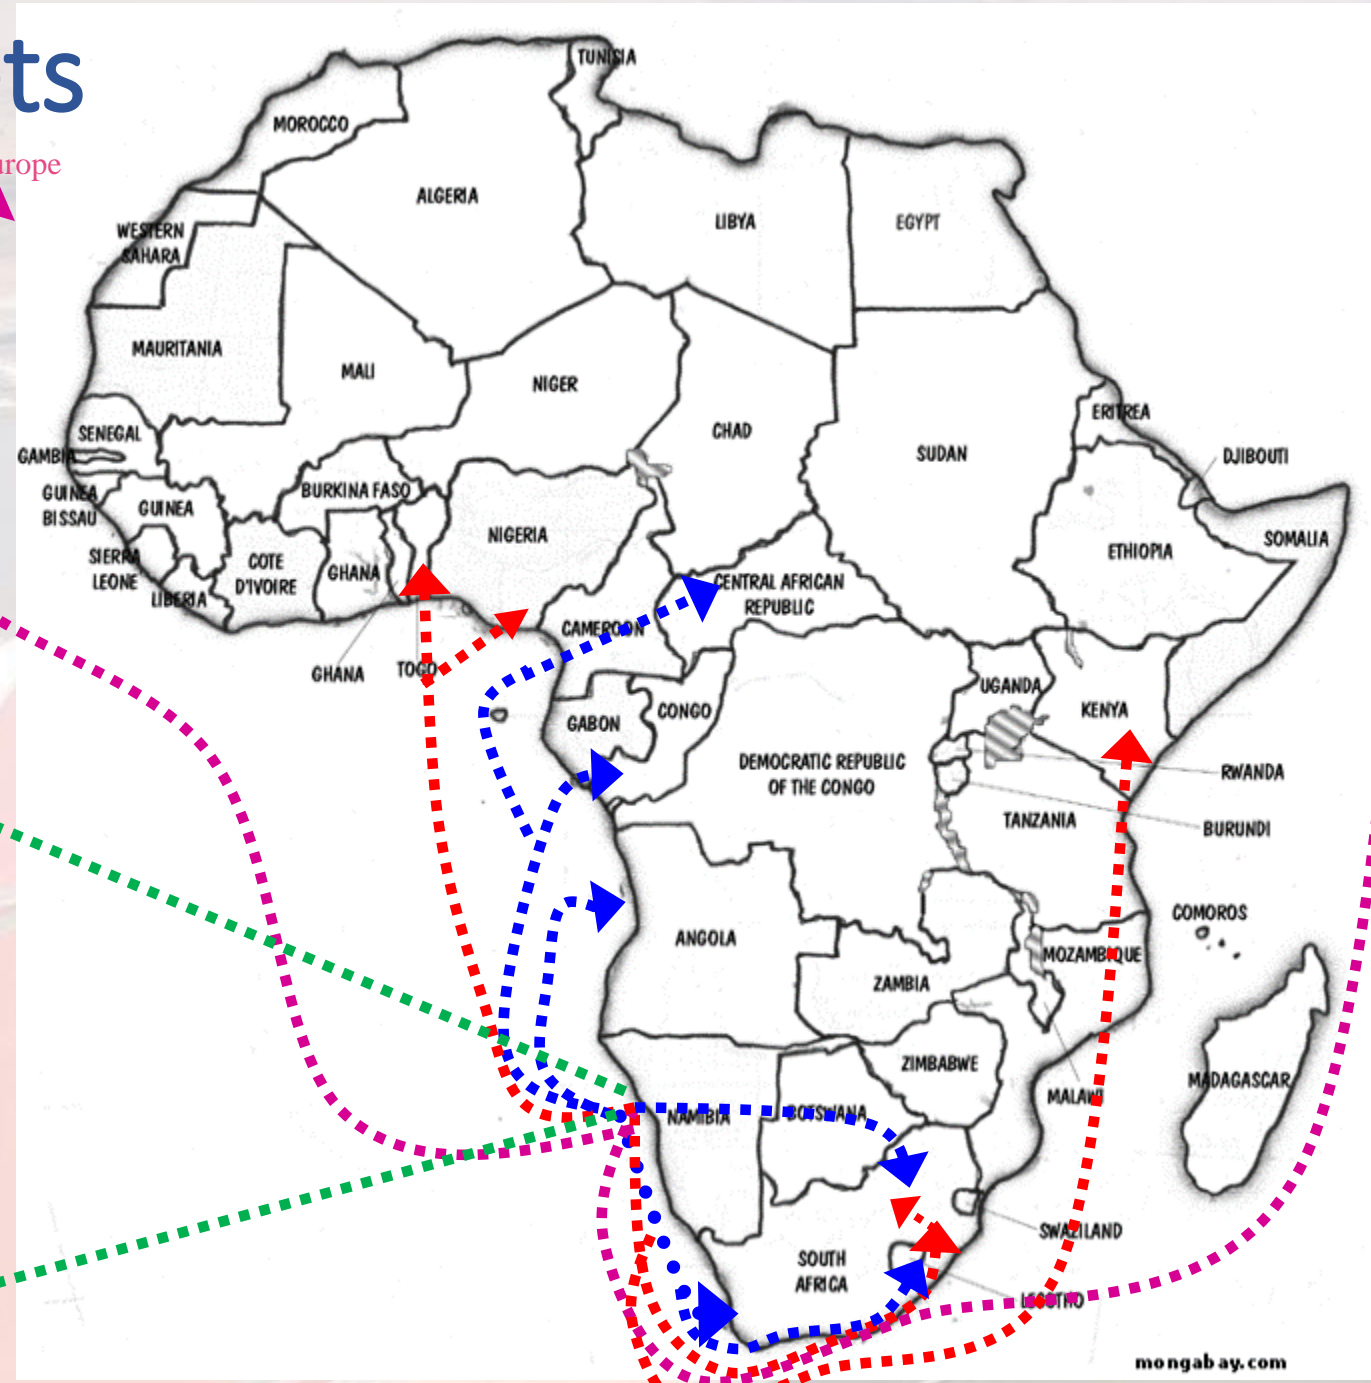 ts
urope
TUNISIA
MOROCCO
ALGERIA
LIBYA
EGYPT
WESTERN
SAHARA
MAURITANIA
MALI
NIGER
CHAD
SUDAN
ERITREA
DJIBOUTI
SENEGAL
GAMBIA
GUINEA
BISSAU
GUINEA
BURKINA FASO
NIGERIA
ETHIOPIA
SOMALIA
SIERRA
LEONE
LIBERIA
COTE
D'IVOIRE
GHANA
CENTRAL AFRICAN
REPUBLIC
CAMEROON
GHANA
TOGO
GABON
CONGO
UGANDA
KENYA
DEMOCRATIC REPUBLIC
OF THE CONGO
RWANDA
TANZANIA
BURUNDI
COMOROS
ANGOLA
ZAMBIA
MOZAMBIQUE
ZIMBABWE
MALAWI
MADAGASCAR
NAMIBIA
BOTSWANA
SWAZILAND
SOUTH
AFRICA
LESOTHO
mongabay.com